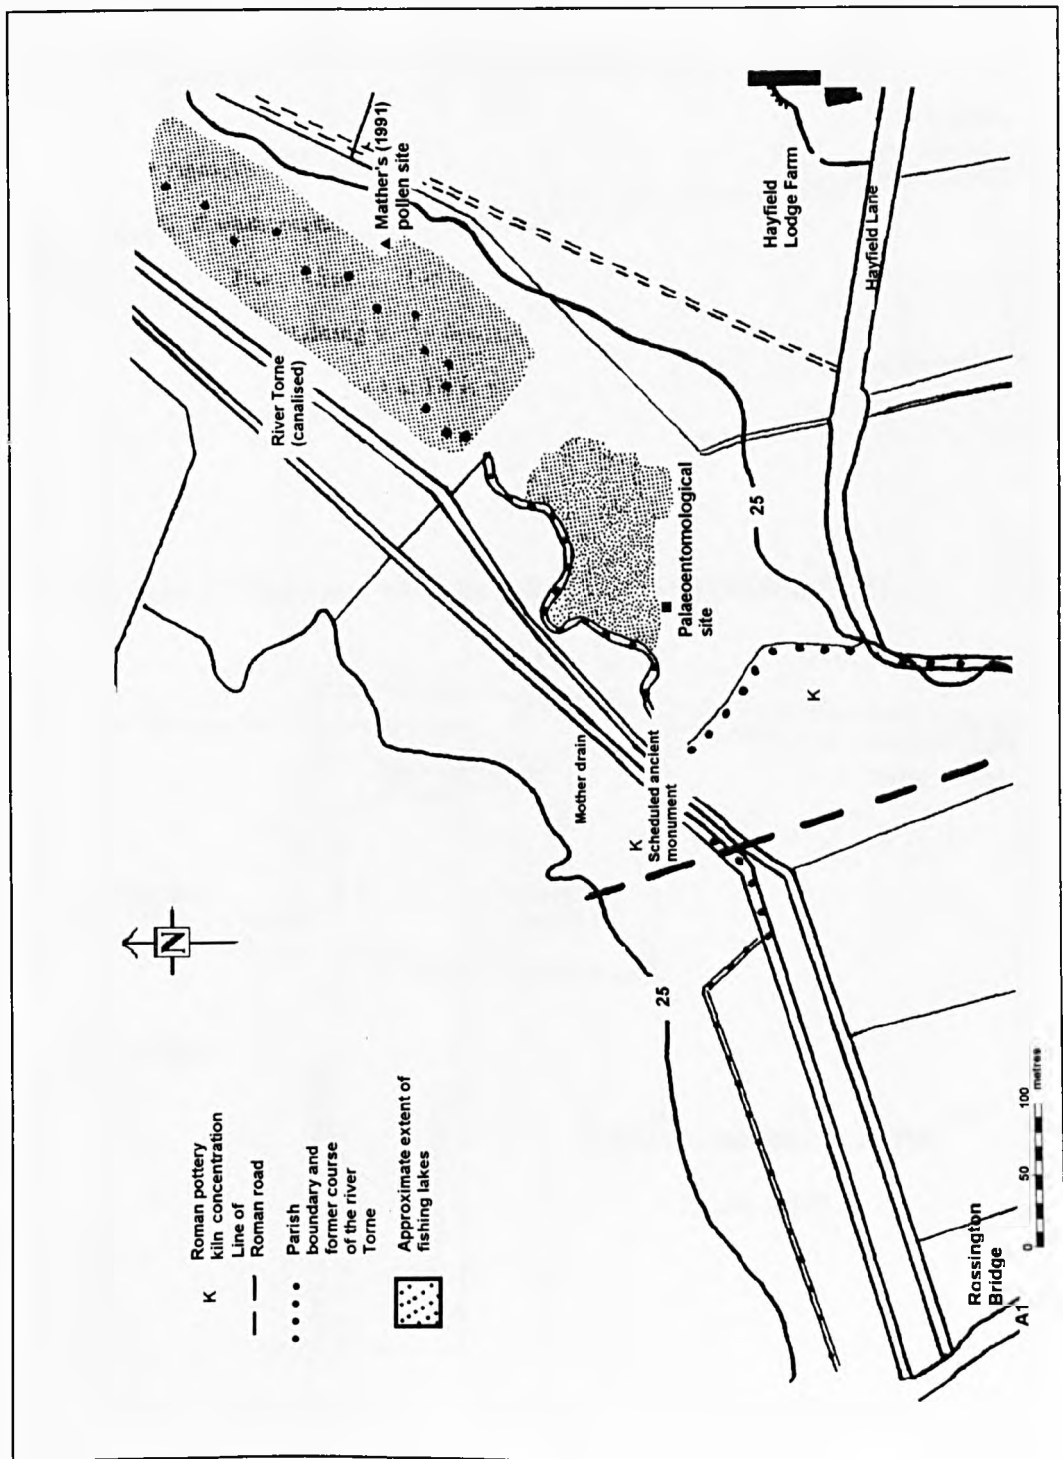 N
K
Roman pottery
kiln concentration
Line of
Roman road
Parish
boundary and
former course
of the river
Torne
Approximate extent of
fishing lakes
River Torne
(canalised)
Mather's (1991)
pollen site
Mother drain
K
Scheduled ancient
monument
Palaeoentomological
site
K
25
25
Hayfield
Lodge Farm
Hayfield Lane
Rossington
Bridge
A1
0 50 100
metres